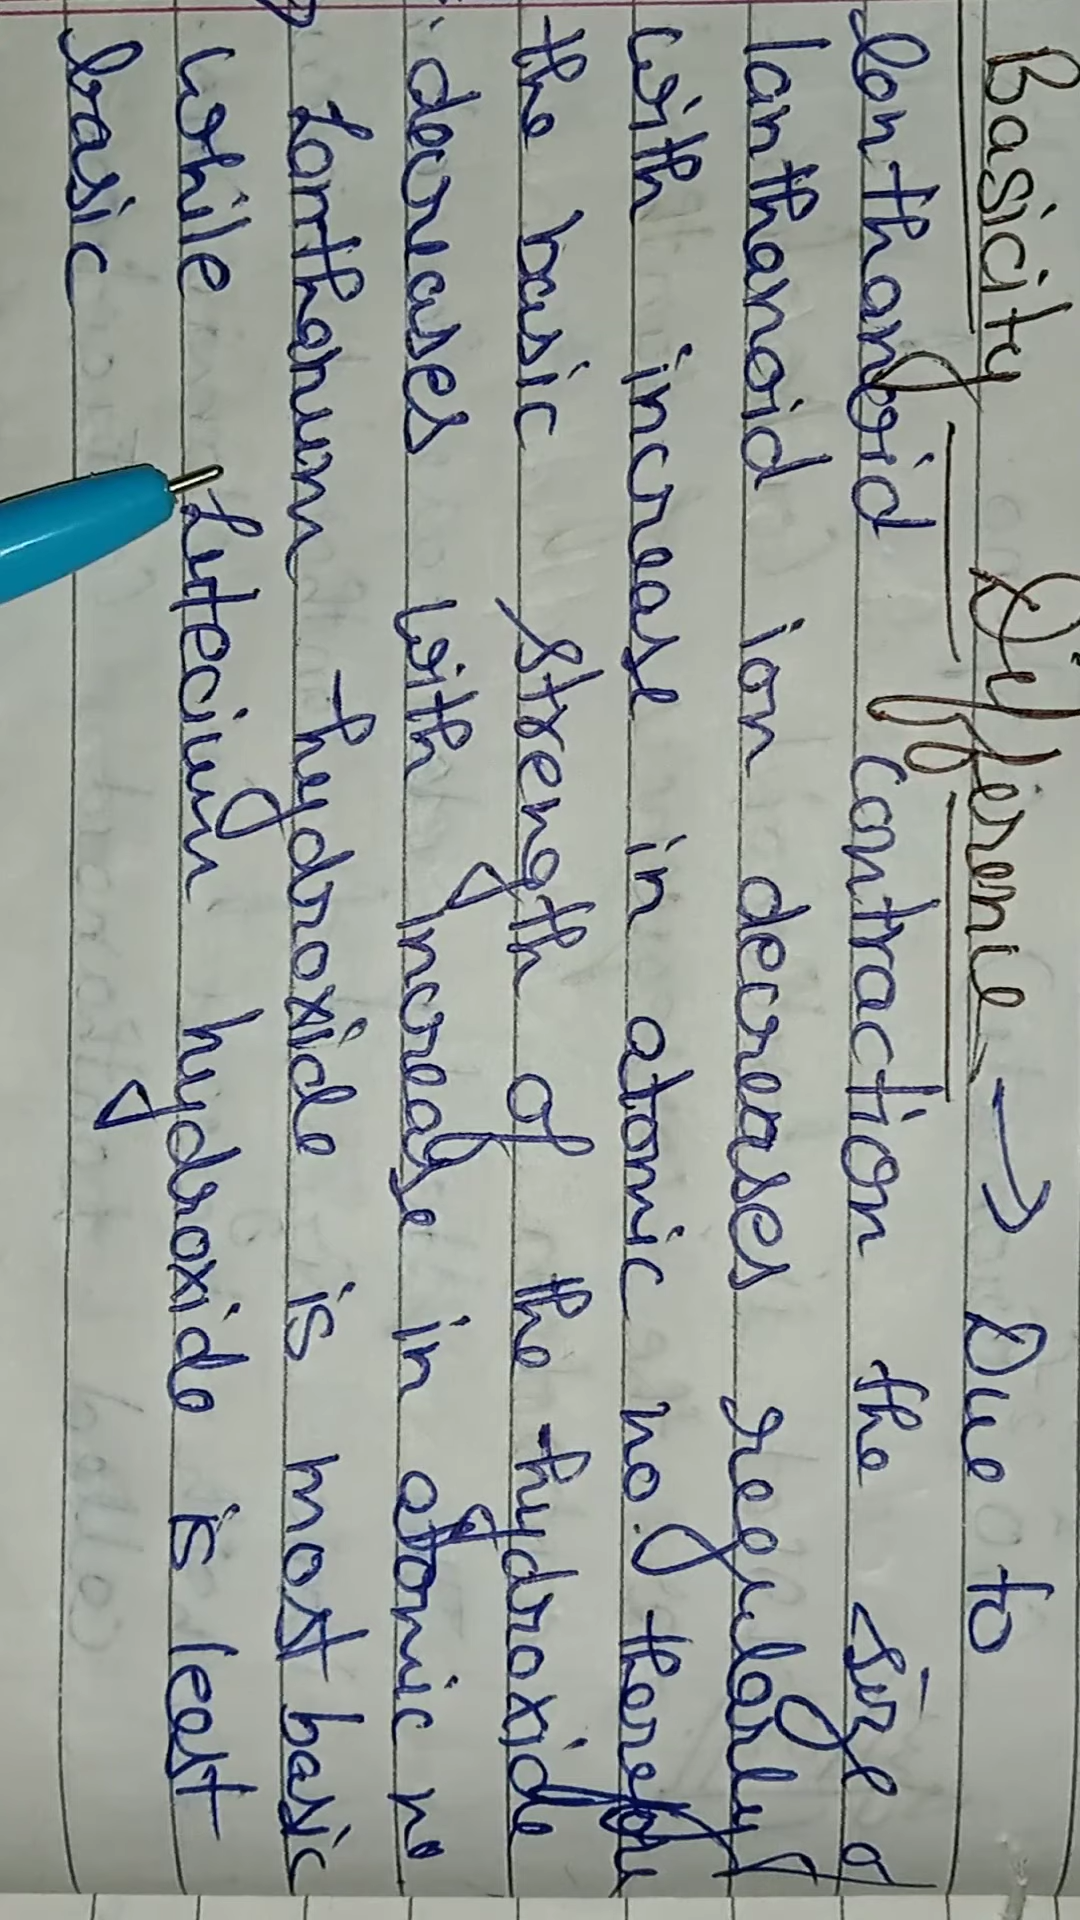 Basicity Difference → Due to
lanthanoid contraction the size o
lanthanoid ion decreases regularly
with increase in atomic no. therefore
the basic strength of the hydroxide
decreases with increase in atomic no
Lanthanum hydroxide is most basic
while Lutecium hydroxide is least
basic